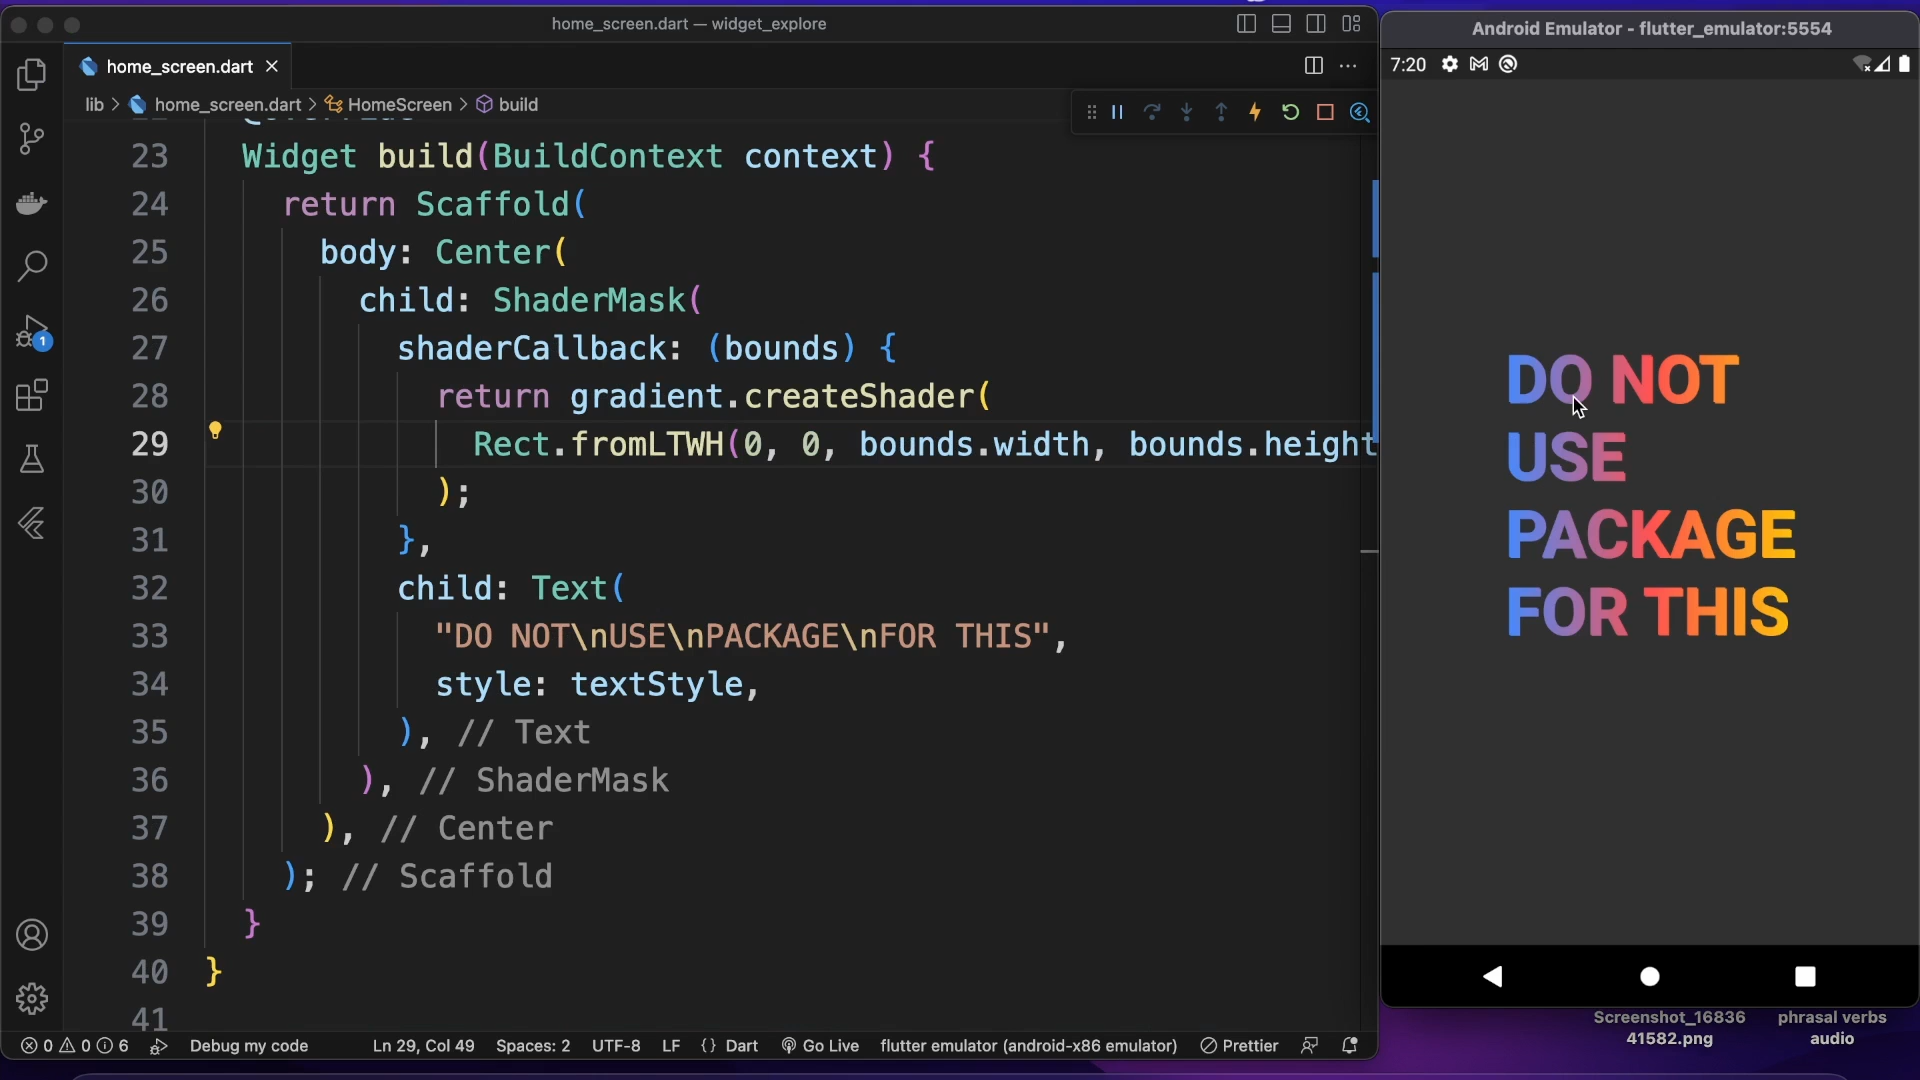 home_screen.dart — widget_explore
home_screen.dart
lib > home_screen.dart > HomeScreen > build
23 Widget build(BuildContext context) {
24 return Scaffold(
25 body: Center(
26 child: ShaderMask(
27 shaderCallback: (bounds) {
28 return gradient.createShader(
29 Rect.fromLTWH(0, 0, bounds.width, bounds.height
30 );
31 },
32 child: Text(
33 "DO NOT\nUSE\nPACKAGE\nFOR THIS",
34 style: textStyle,
35 ), // Text
36 ), // ShaderMask
37 ), // Center
38 ); // Scaffold
39 }
40 }
41
1
0 0 6 Debug my code Ln 29, Col 49 Spaces: 2 UTF-8 LF {} Dart Go Live flutter emulator (android-x86 emulator) Prettier
Android Emulator - flutter_emulator:5554
7:20
DO NOT
USE
PACKAGE
FOR THIS
Screenshot_16836
41582.png
phrasal verbs
audio